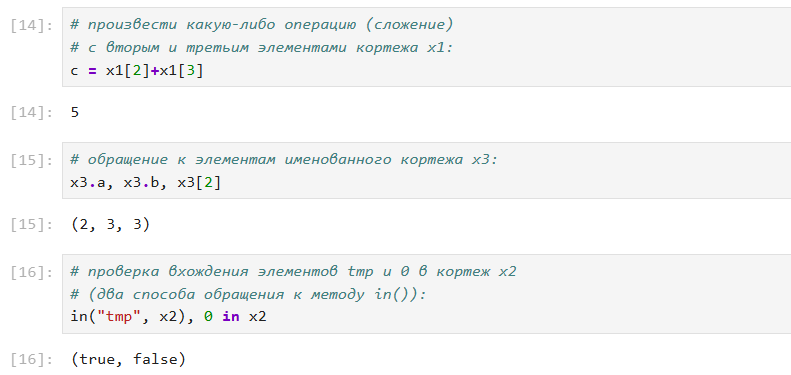 [14]: # произвести какую-либо операцию (сложение)
# с вторым и третьим элементами кортежа x1:
c = x1[2]+x1[3]
[14]: 5
[15]: # обращение к элементам именованного кортежа x3:
x3.a, x3.b, x3[2]
[15]: (2, 3, 3)
[16]: # проверка вхождения элементов tmp и 0 в кортеж x2
# (два способа обращения к методу in()):
in("tmp", x2), 0 in x2
[16]: (true, false)